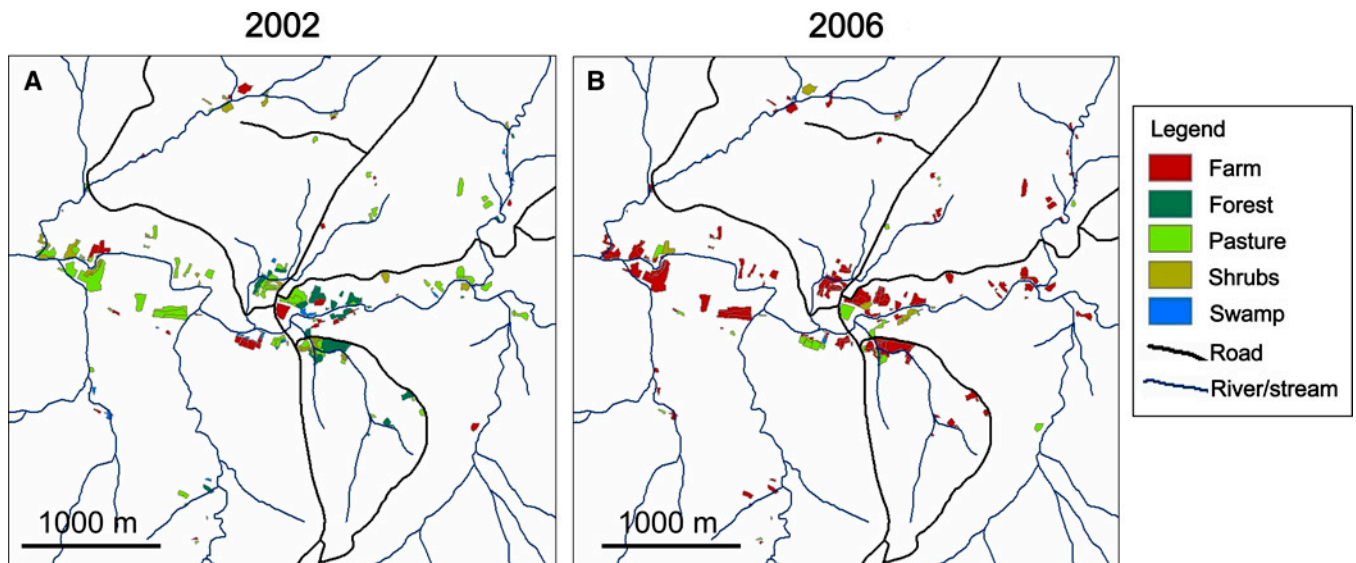 2002
2006
A
B
1000 m
1000 m
Legend
Farm
Forest
Pasture
Shrubs
Swamp
Road
River/stream